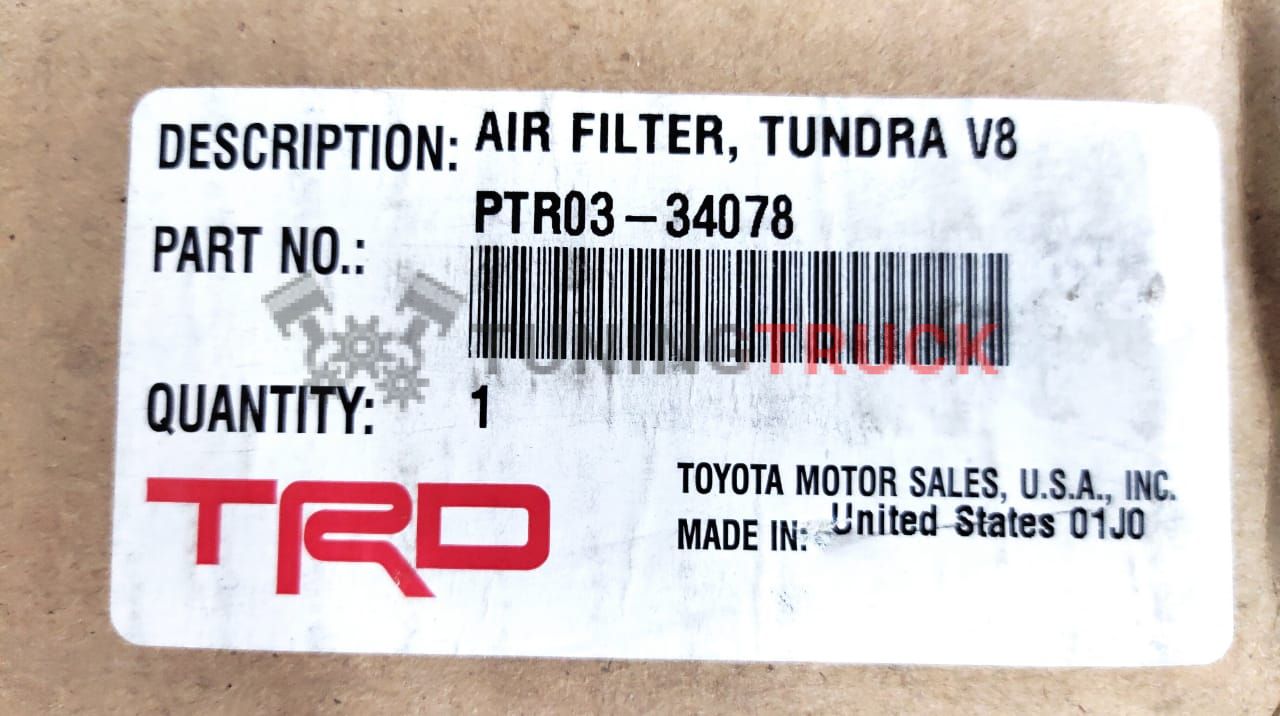 DESCRIPTION: AIR FILTER, TUNDRA V8
PART NO.: PTR03-34078
TUNINGTRUCK
QUANTITY: 1
TRD
TOYOTA MOTOR SALES, U.S.A., INC.
MADE IN: United States 01J0